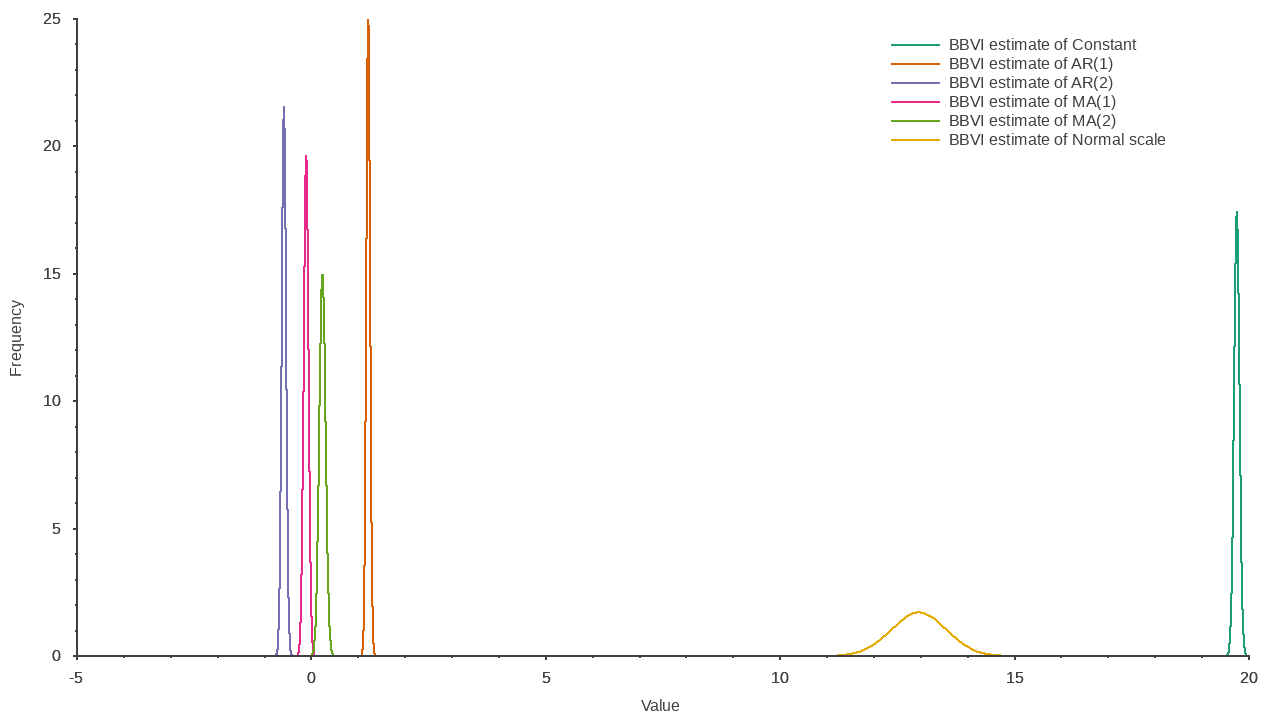 25
20
15
10
5
0
Frequency
BBVI estimate of Constant
BBVI estimate of AR(1)
BBVI estimate of AR(2)
BBVI estimate of MA(1)
BBVI estimate of MA(2)
BBVI estimate of Normal scale
-5 0 5 10 15 20
Value